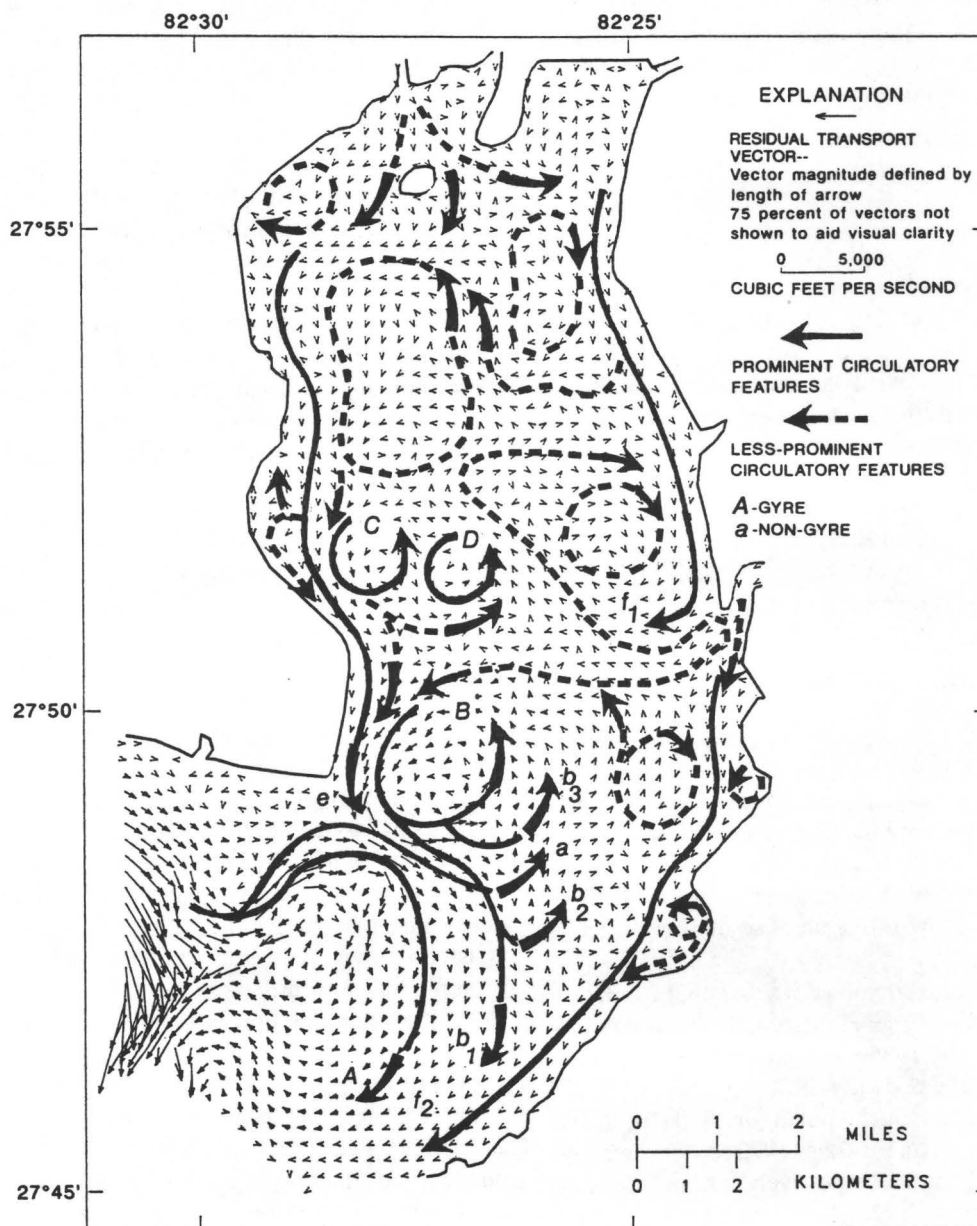 82°30'
82°25'
EXPLANATION
RESIDUAL TRANSPORT
VECTOR--
Vector magnitude defined by
length of arrow
75 percent of vectors not
shown to aid visual clarity
0 5,000
CUBIC FEET PER SECOND
PROMINENT CIRCULATORY
FEATURES
LESS-PROMINENT
CIRCULATORY FEATURES
A-GYRE
a-NON-GYRE
27°55'
C
D
f1
27°50'
B
e
b3
a
b2
b1
A
f2
0 1 2 MILES
0 1 2 KILOMETERS
27°45'